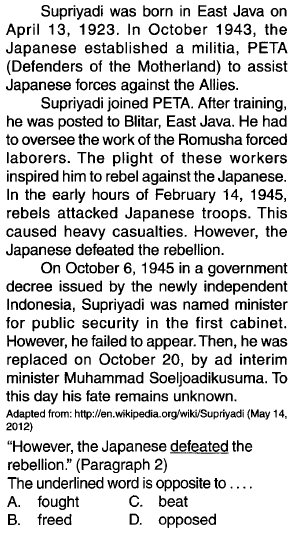 Supriyadi was born in East Java on
April 13, 1923. In October 1943, the
Japanese established a militia, PETA
(Defenders of the Motherland) to assist
Japanese forces against the Allies.
Supriyadi joined PETA. After training,
he was posted to Blitar, East Java. He had
to oversee the work of the Romusha forced
laborers. The plight of these workers
inspired him to rebel against the Japanese.
In the early hours of February 14, 1945,
rebels attacked Japanese troops. This
caused heavy casualties. However, the
Japanese defeated the rebellion.
On October 6, 1945 in a government
decree issued by the newly independent
Indonesia, Supriyadi was named minister
for public security in the first cabinet.
However, he failed to appear. Then, he was
replaced on October 20, by ad interim
minister Muhammad Soeljoadikusuma. To
this day his fate remains unknown.
Adapted from: http://en.wikipedia.org/wiki/Supriyadi (May 14,
2012)
“However, the Japanese defeated the
rebellion.” (Paragraph 2)
The underlined word is opposite to . . . .
A. fought C. beat
B. freed D. opposed